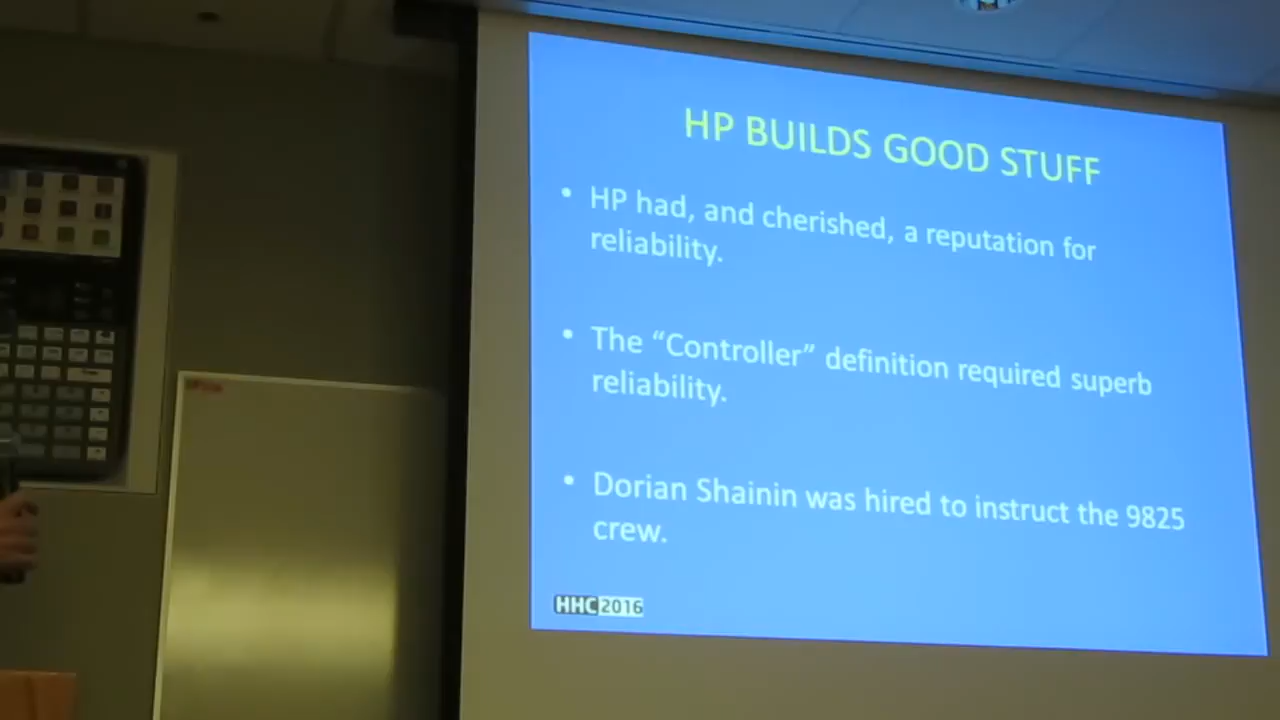 HP BUILDS GOOD STUFF
• HP had, and cherished, a reputation for
reliability.
• The “Controller” definition required superb
reliability.
• Dorian Shainin was hired to instruct the 9825
crew.
HHC 2016